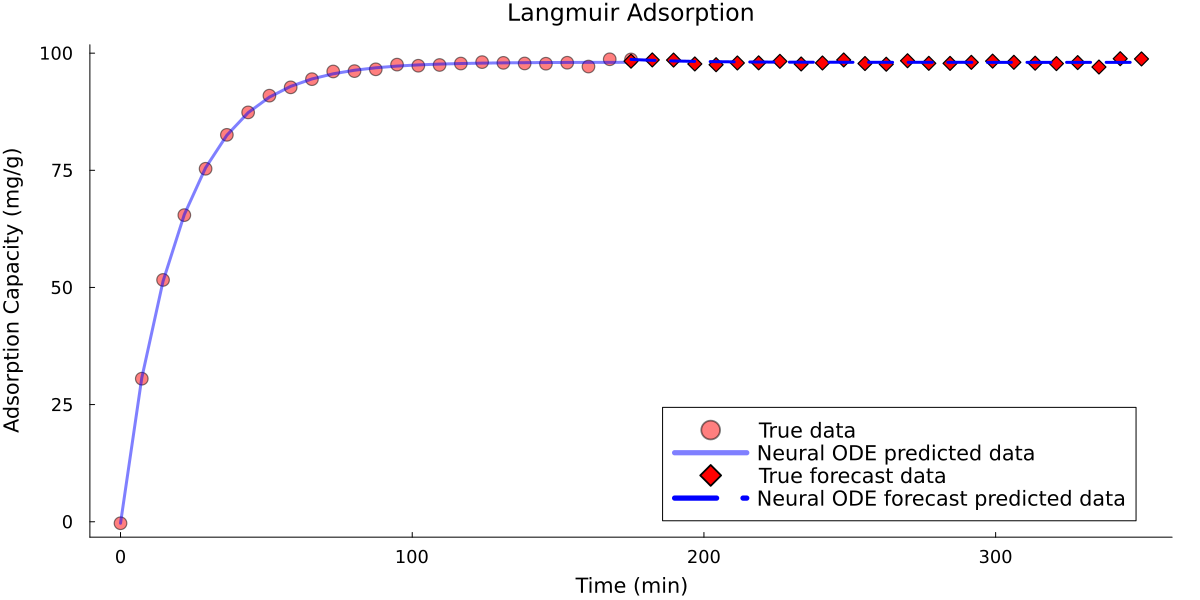 Langmuir Adsorption
Adsorption Capacity (mg/g)
100
75
50
25
0
0
100
200
300
Time (min)
True data
Neural ODE predicted data
True forecast data
Neural ODE forecast predicted data